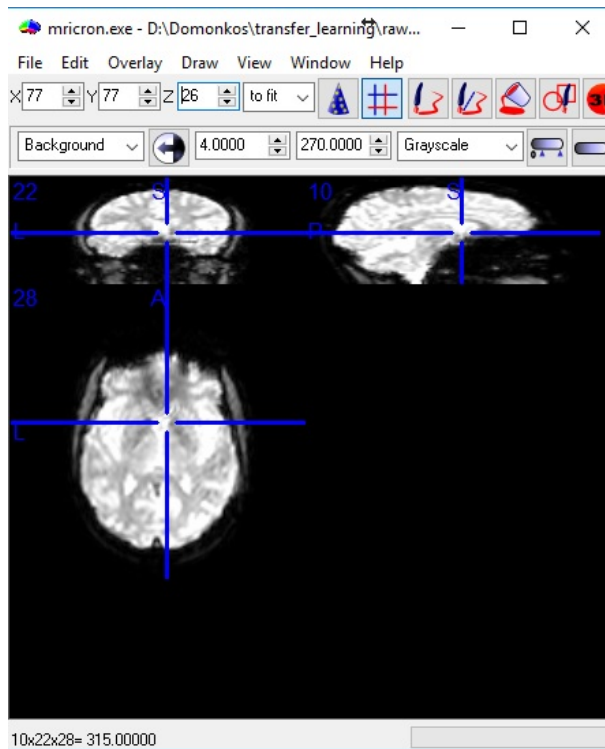 mricron.exe - D:\Domonkos\transfer_learning\raw...
File Edit Overlay Draw View Window Help
X 77 Y 77 Z 26 to fit
Background 4.0000 270.0000 Grayscale
22 S 10 S
L P
28 A
L
10x22x28= 315.00000